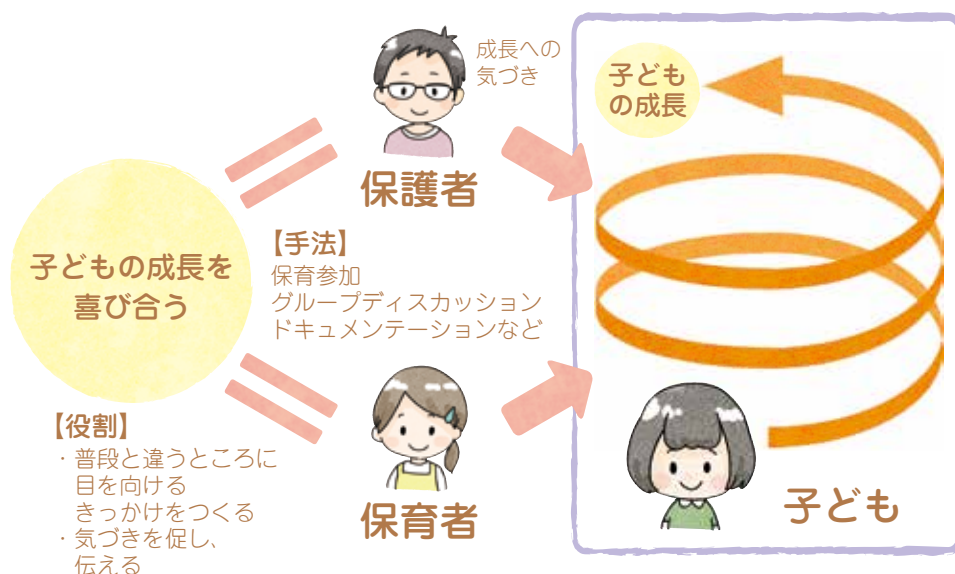 子どもの成長を
喜び合う
【役割】
・普段と違うところに
目を向ける
きっかけをつくる
・気づきを促し、
伝える
成長への
気づき
保護者
【手法】
保育参加
グループディスカッション
ドキュメンテーションなど
保育者
子ども
の成長
子ども